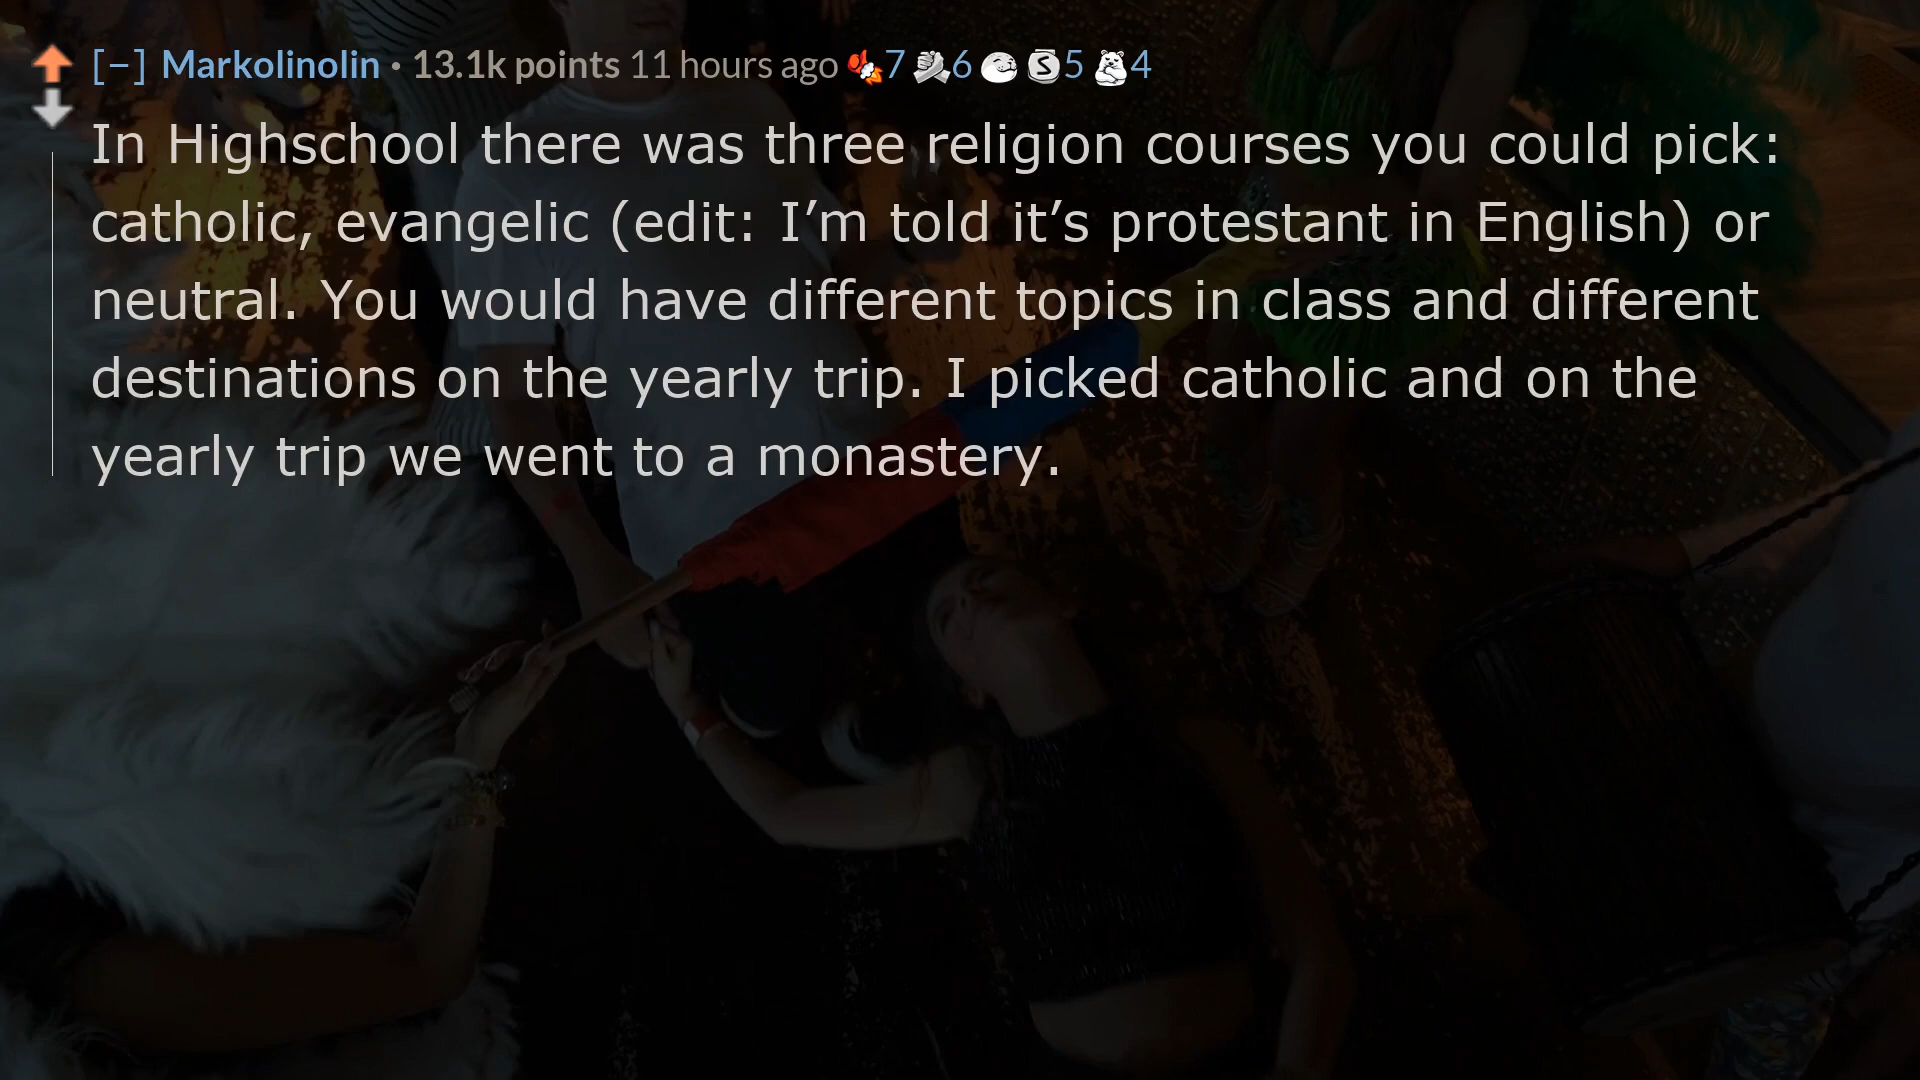 [−] Markolinolin · 13.1k points 11 hours ago 7 6 S 5 4
In Highschool there was three religion courses you could pick:
catholic, evangelic (edit: I’m told it’s protestant in English) or
neutral. You would have different topics in class and different
destinations on the yearly trip. I picked catholic and on the
yearly trip we went to a monastery.